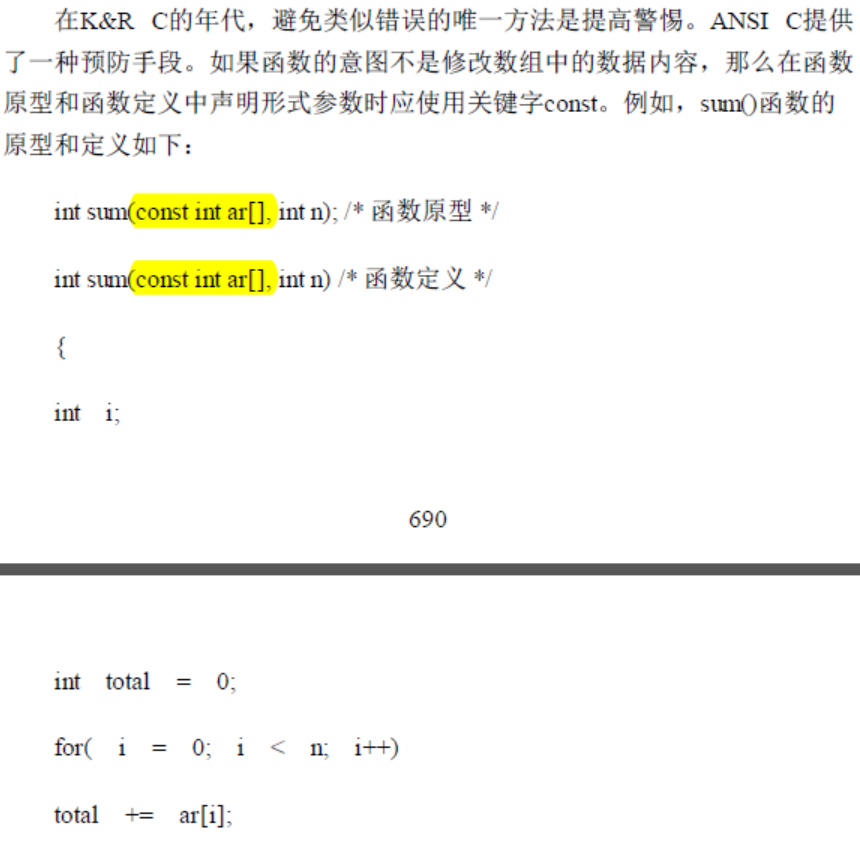 在K&R C的年代，避免类似错误的唯一方法是提高警惕。ANSI C提供
了一种预防手段。如果函数的意图不是修改数组中的数据内容，那么在函数
原型和函数定义中声明形式参数时应使用关键字const。例如，sum()函数的
原型和定义如下：
int sum(const int ar[], int n); /* 函数原型 */
int sum(const int ar[], int n) /* 函数定义 */
{
int i;
690
int total = 0;
for( i = 0; i < n; i++)
total += ar[i];